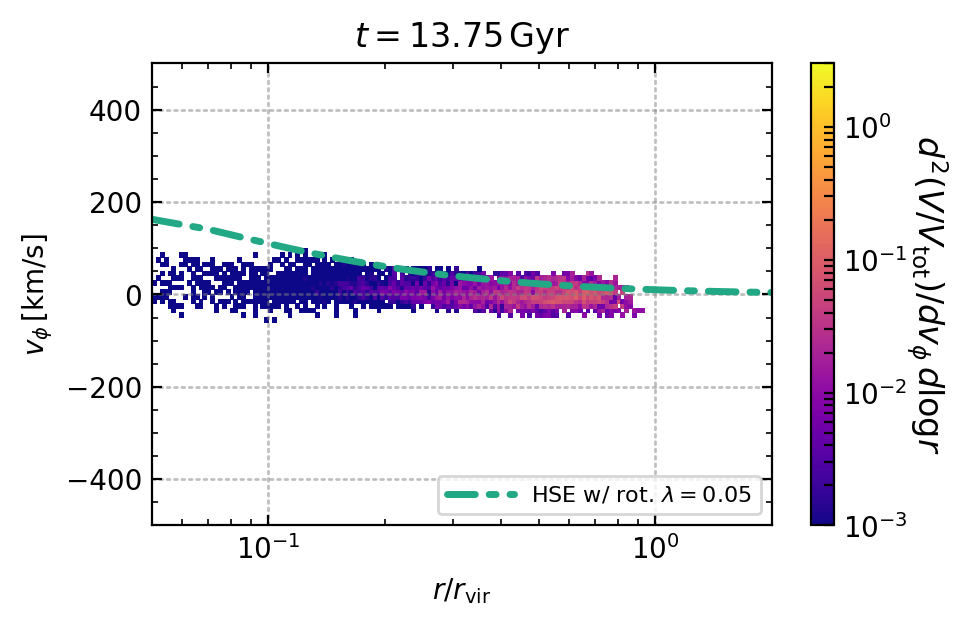 t = 13.75 Gyr
400
200
0
−200
−400
v_ϕ [km/s]
10^−1
10^0
r/r_vir
HSE w/ rot. λ = 0.05
10^0
10^−1
10^−2
10^−3
d^2(V/V_tot)/dv_ϕ dlogr